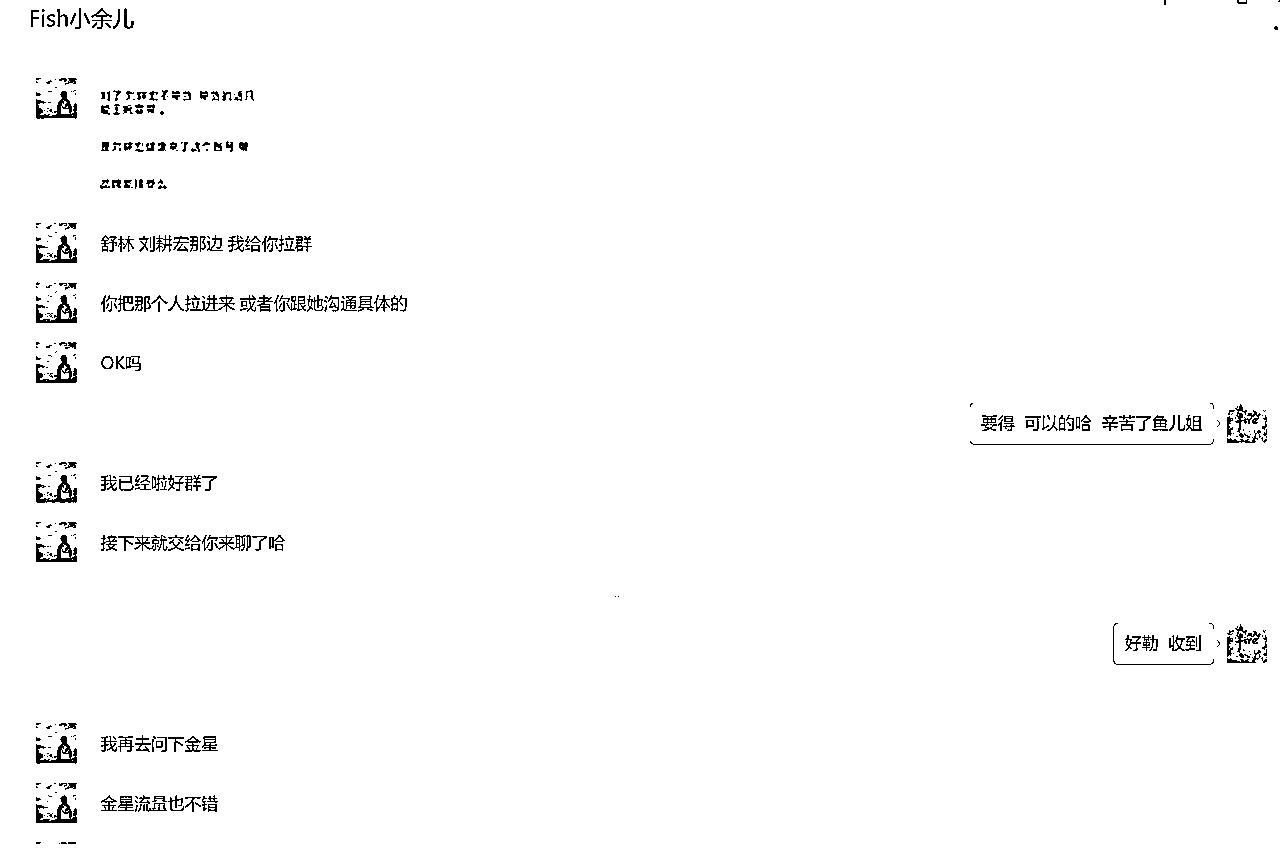 Fish小余儿
舒林 刘耕宏那边 我给你拉群
你把那个人拉进来 或者你跟她沟通具体的
OK吗
要得 可以的哈 辛苦了鱼儿姐
我已经啦好群了
接下来就交给你来聊了哈
好勒 收到
我再去问下金星
金星流量也不错